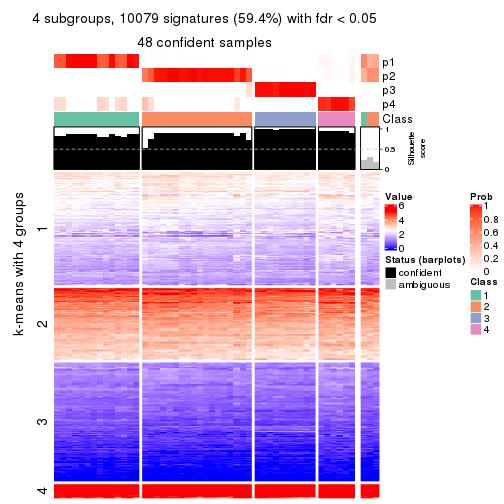 4 subgroups, 10079 signatures (59.4%) with fdr < 0.05
48 confident samples
p1
p2
p3
p4
Class
1
0.5
0
Silhouette
score
k-means with 4 groups
1
2
3
4
Value
6
4
2
0
Status (barplots)
confident
ambiguous
Prob
1
0.8
0.6
0.4
0.2
0
Class
1
2
3
4